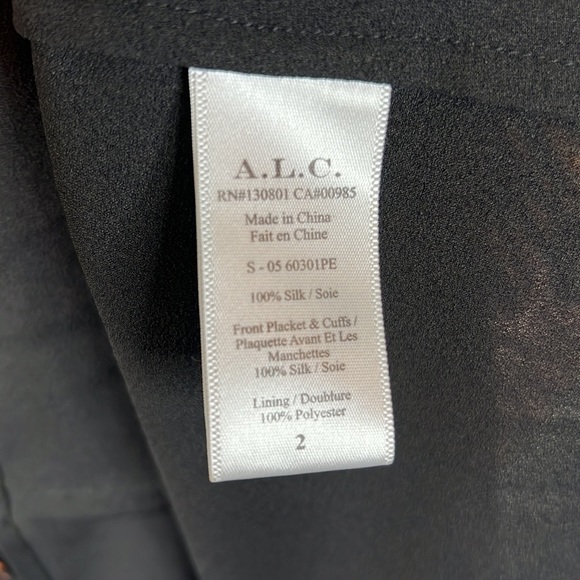 A.L.C.
RN#130801 CA#00985
Made in China
Fait en Chine
S - 05 60301PE
100% Silk / Soie
Front Placket & Cuffs /
Plaquette Avant Et Les
Manchettes
100% Silk / Soie
Lining / Doublure
100% Polyester
2